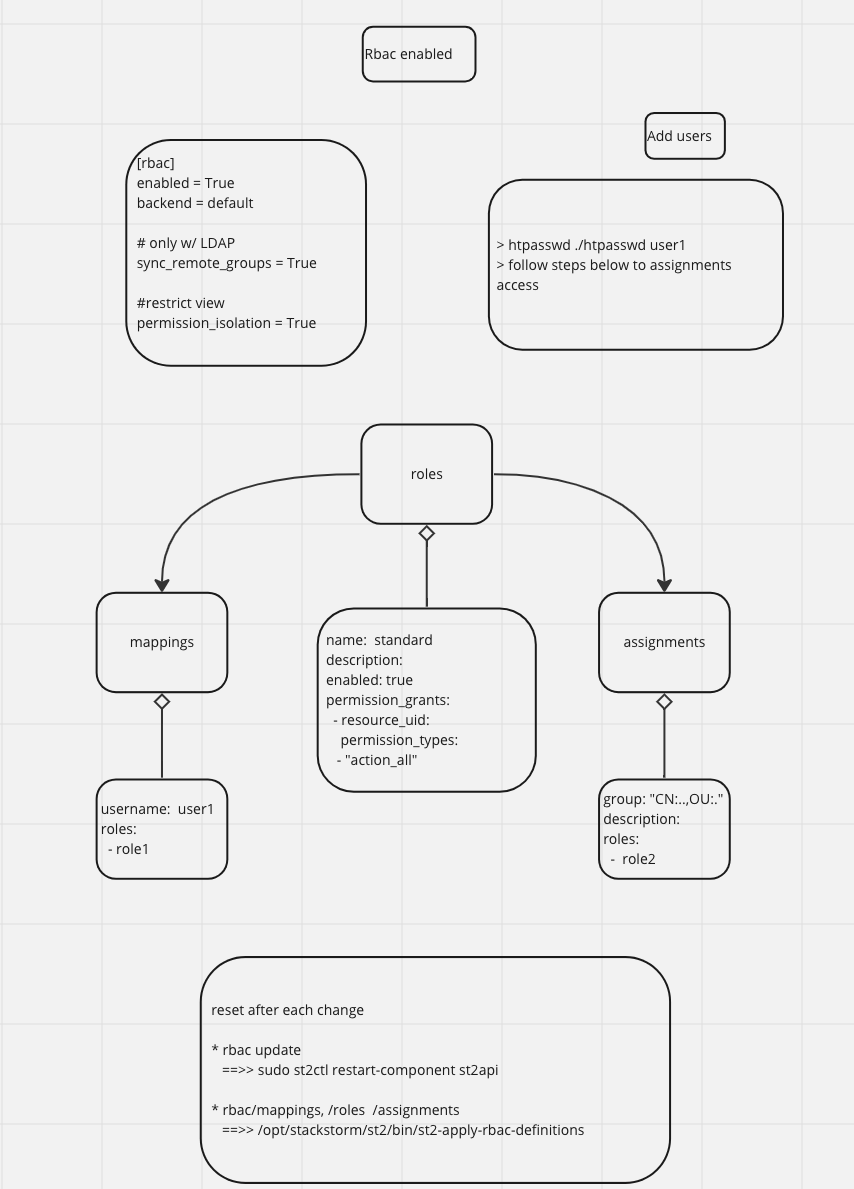 Rbac enabled
Add users
[rbac]
enabled = True
backend = default
# only w/ LDAP
sync_remote_groups = True
#restrict view
permission_isolation = True
> htpasswd ./htpasswd user1
> follow steps below to assignments
access
roles
mappings
name:  standard
description:
enabled: true
permission_grants:
  - resource_uid:
    permission_types:
   - "action_all"
assignments
username:  user1
roles:
  - role1
group: "CN:..,OU:."
description:
roles:
  -  role2
reset after each change
* rbac update
   ==>> sudo st2ctl restart-component st2api
* rbac/mappings, /roles  /assignments
   ==>> /opt/stackstorm/st2/bin/st2-apply-rbac-definitions